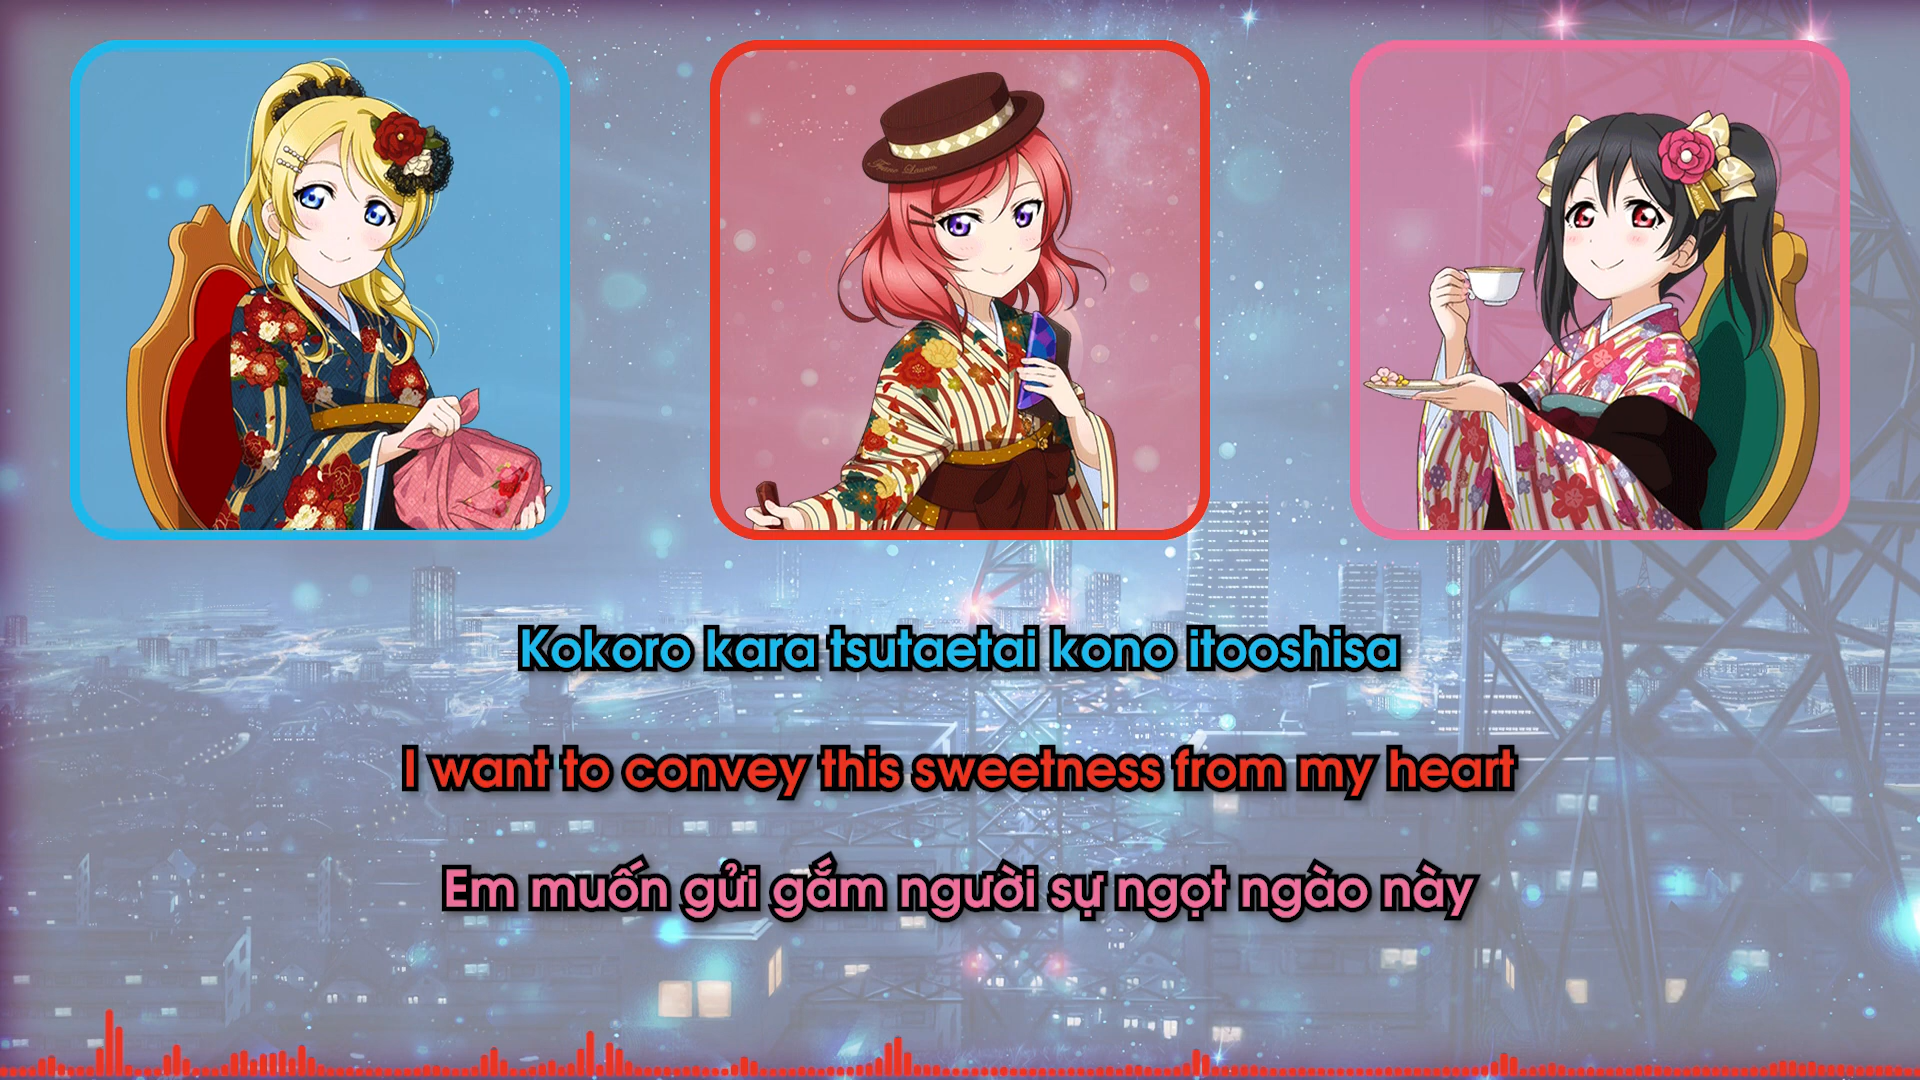 Kokoro kara tsutaetai kono itooshisa
I want to convey this sweetness from my heart
Em muốn gửi gắm người sự ngọt ngào này